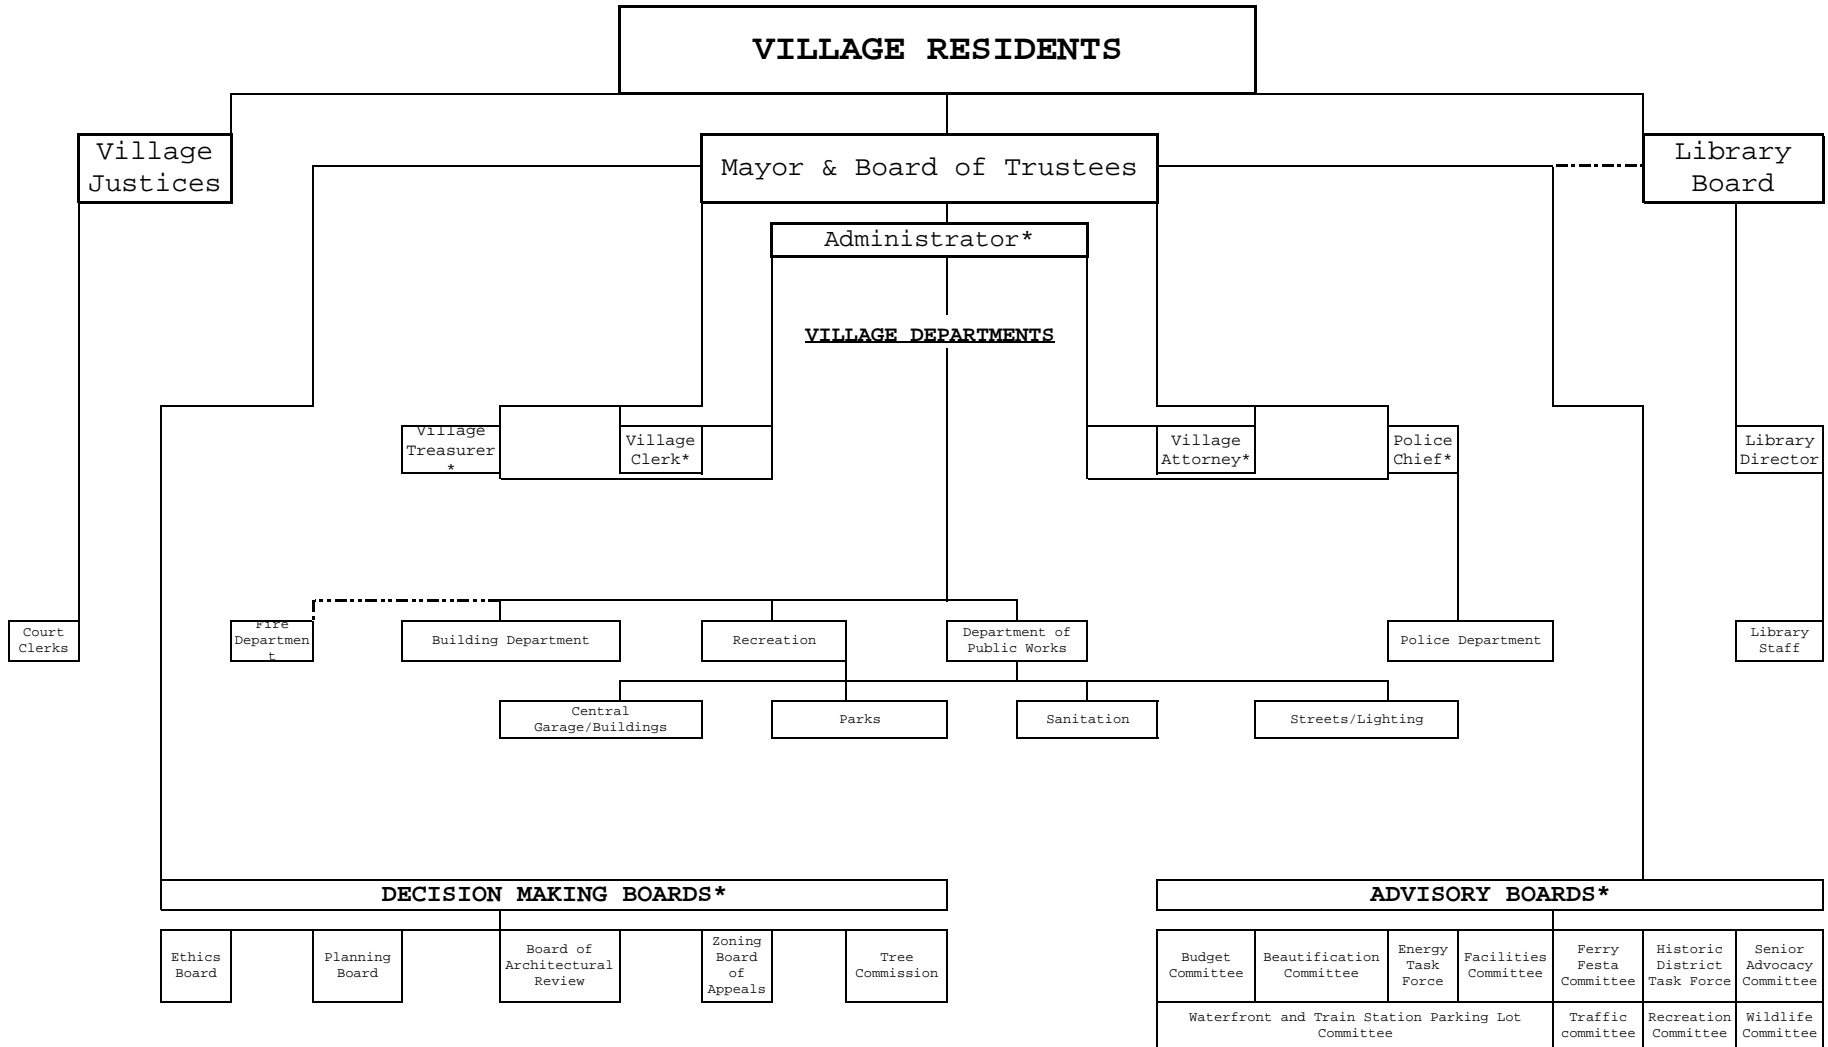 VILLAGE RESIDENTS
Village
Justices
Mayor & Board of Trustees
Library
Board
Administrator*
VILLAGE DEPARTMENTS
Village
Treasurer
*
Village
Clerk*
Village
Attorney*
Police
Chief*
Library
Director
Court
Clerks
Fire
Departmen
t
Building Department
Recreation
Department of
Public Works
Police Department
Library
Staff
Central
Garage/Buildings
Parks
Sanitation
Streets/Lighting
DECISION MAKING BOARDS*
ADVISORY BOARDS*
Ethics
Board
Planning
Board
Board of
Architectural
Review
Zoning
Board
of
Appeals
Tree
Commission
Budget
Committee
Beautification
Committee
Energy
Task
Force
Facilities
Committee
Ferry
Festa
Committee
Historic
District
Task Force
Senior
Advocacy
Committee
Waterfront and Train Station Parking Lot
Committee
Traffic
committee
Recreation
Committee
Wildlife
Committee